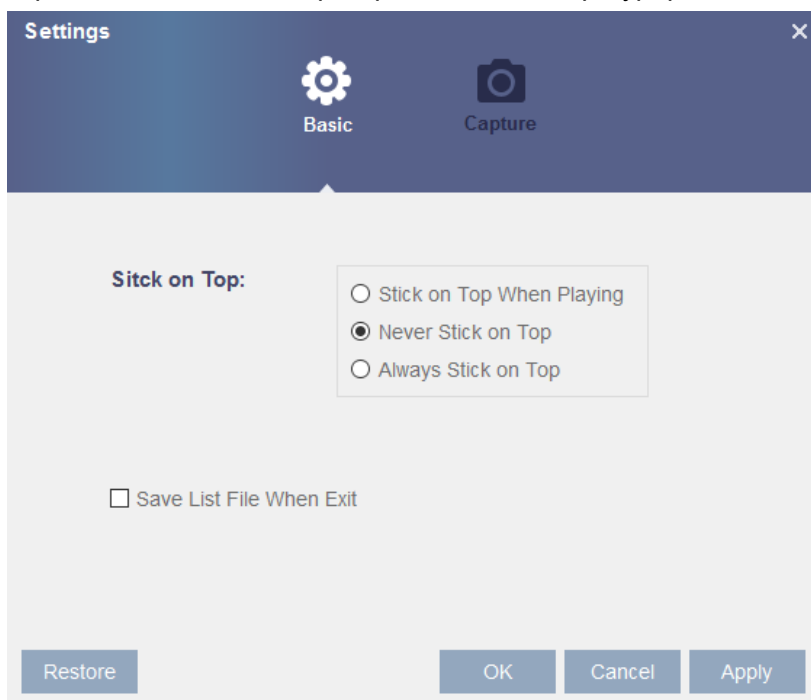 Settings
Basic
Capture
Sitck on Top:
Stick on Top When Playing
Never Stick on Top
Always Stick on Top
Save List File When Exit
Restore
OK
Cancel
Apply